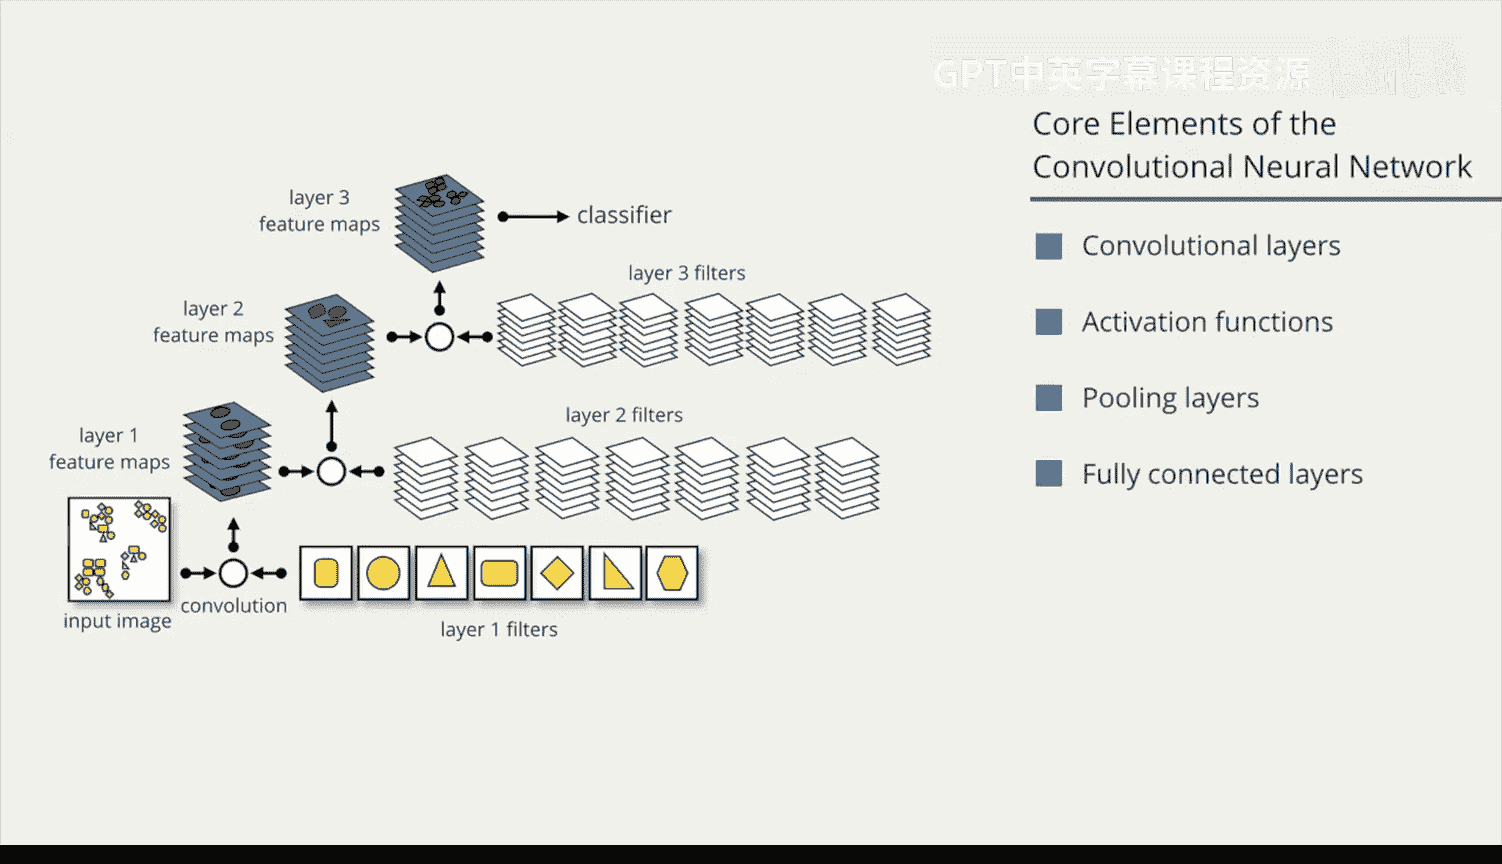 GPT中英字幕课程资源
Core Elements of the
Convolutional Neural Network
Convolutional layers
Activation functions
Pooling layers
Fully connected layers
layer 3
feature maps
classifier
layer 3 filters
layer 2
feature maps
layer 2 filters
layer 1
feature maps
input image
convolution
layer 1 filters